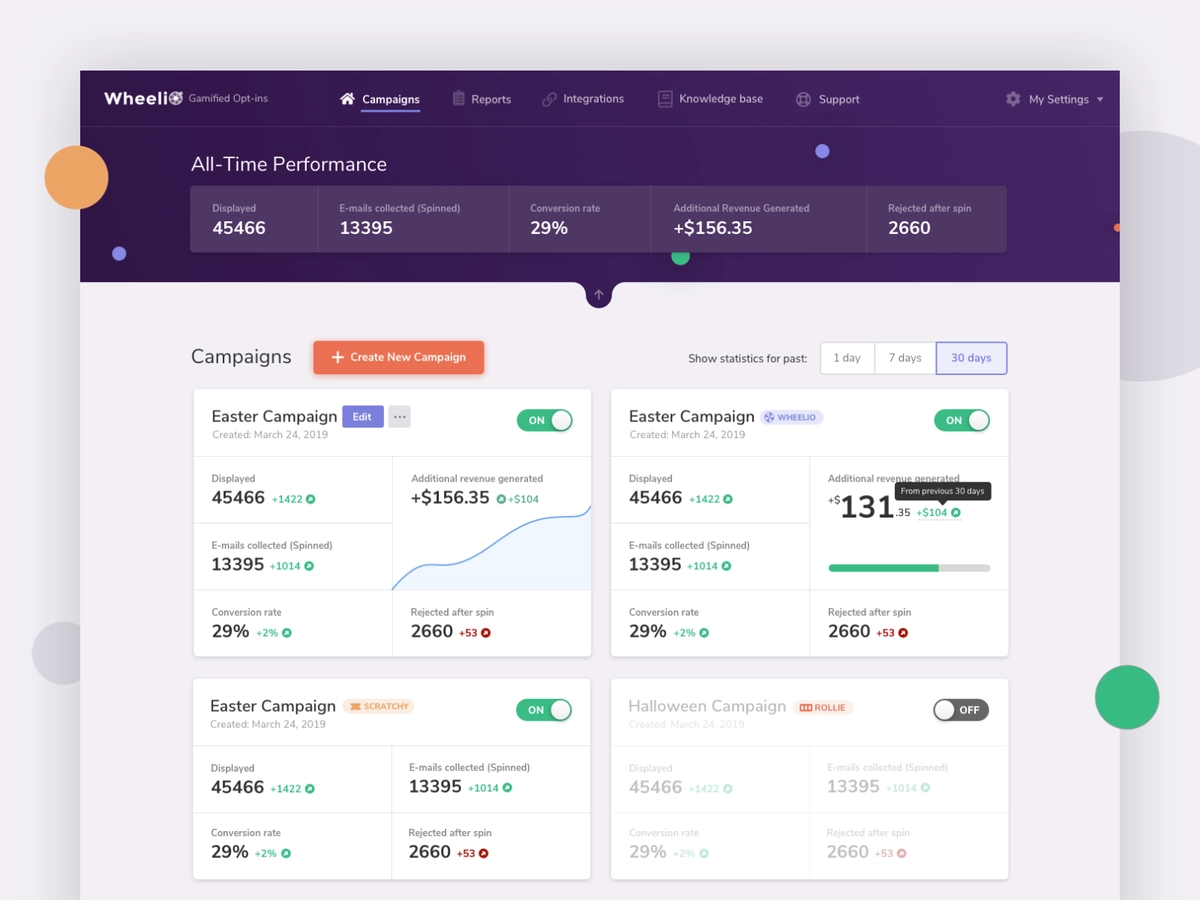 Wheelio Gamified Opt-ins Campaigns Reports Integrations Knowledge base Support My Settings
All-Time Performance
Displayed E-mails collected (Spinned) Conversion rate Additional Revenue Generated Rejected after spin
45466 13395 29% +$156.35 2660
Campaigns + Create New Campaign Show statistics for past: 1 day 7 days 30 days
Easter Campaign Edit ... ON
Created: March 24, 2019
Displayed Additional revenue generated
45466 +1422 +$156.35 +$104
E-mails collected (Spinned)
13395 +1014
Conversion rate Rejected after spin
29% +2% 2660 +53
Easter Campaign WHEELIO ON
Created: March 24, 2019
Displayed Additional revenue generated
From previous 30 days
45466 +1422 +$131.35 +$104
E-mails collected (Spinned)
13395 +1014
Conversion rate Rejected after spin
29% +2% 2660 +53
Easter Campaign SCRATCHY ON
Created: March 24, 2019
Displayed E-mails collected (Spinned)
45466 +1422 13395 +1014
Conversion rate Rejected after spin
29% +2% 2660 +53
Halloween Campaign ROLLIE OFF
Created: March 24, 2019
Displayed E-mails collected (Spinned)
45466 +1422 13395 +1014
Conversion rate Rejected after spin
29% +2% 2660 +53